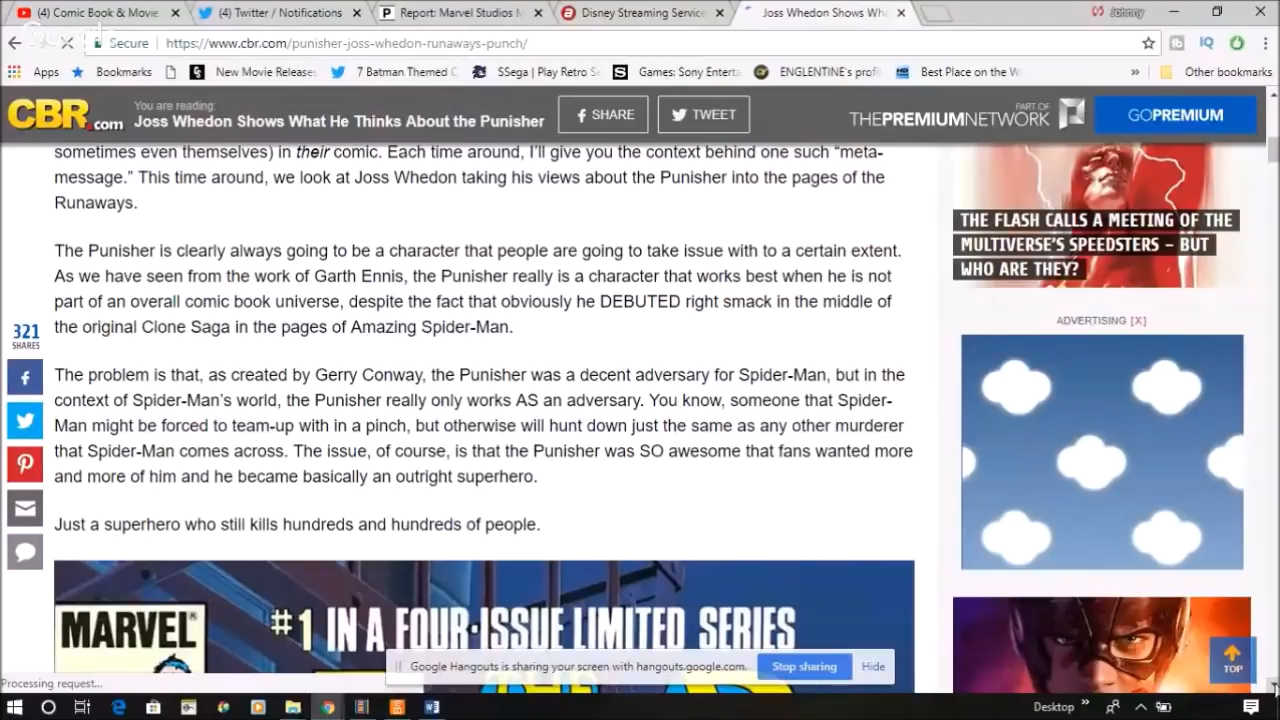 (4) Comic Book & Movie
(4) Twitter / Notifications
Report: Marvel Studios M
Disney Streaming Service
Joss Whedon Shows Wha
Johnny
Secure
https://www.cbr.com/punisher-joss-whedon-runaways-punch/
Apps
Bookmarks
New Movie Releases
7 Batman Themed C
SSega | Play Retro S
Games: Sony Enterta
ENGLENTINE's profi
Best Place on the W
»
Other bookmarks
CBR.com
You are reading:
Joss Whedon Shows What He Thinks About the Punisher
SHARE
TWEET
PART OF
THEPREMIUMNETWORK
GOPREMIUM
sometimes even themselves) in their comic. Each time around, I'll give you the context behind one such "meta-
message." This time around, we look at Joss Whedon taking his views about the Punisher into the pages of the
Runaways.
The Punisher is clearly always going to be a character that people are going to take issue with to a certain extent.
As we have seen from the work of Garth Ennis, the Punisher really is a character that works best when he is not
part of an overall comic book universe, despite the fact that obviously he DEBUTED right smack in the middle of
the original Clone Saga in the pages of Amazing Spider-Man.
321
SHARES
The problem is that, as created by Gerry Conway, the Punisher was a decent adversary for Spider-Man, but in the
context of Spider-Man's world, the Punisher really only works AS an adversary. You know, someone that Spider-
Man might be forced to team-up with in a pinch, but otherwise will hunt down just the same as any other murderer
that Spider-Man comes across. The issue, of course, is that the Punisher was SO awesome that fans wanted more
and more of him and he became basically an outright superhero.
Just a superhero who still kills hundreds and hundreds of people.
MARVEL
#1 IN A FOUR-ISSUE LIMITED SERIES
THE FLASH CALLS A MEETING OF THE
MULTIVERSE'S SPEEDSTERS – BUT
WHO ARE THEY?
ADVERTISING [X]
TOP
Google Hangouts is sharing your screen with hangouts.google.com.
Stop sharing
Hide
Processing request...
Desktop
»